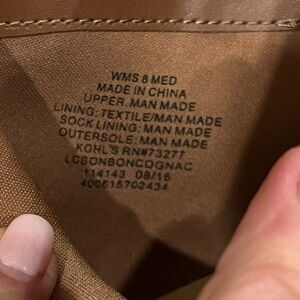 WMS 8 MED
MADE IN CHINA
UPPER: MAN MADE
LINING: TEXTILE/MAN MADE
SOCK LINING: MAN MADE
OUTERSOLE: MAN MADE
KOHL'S RN#73277
LCBONBONCOGNAC
114143 08/16
400615702434